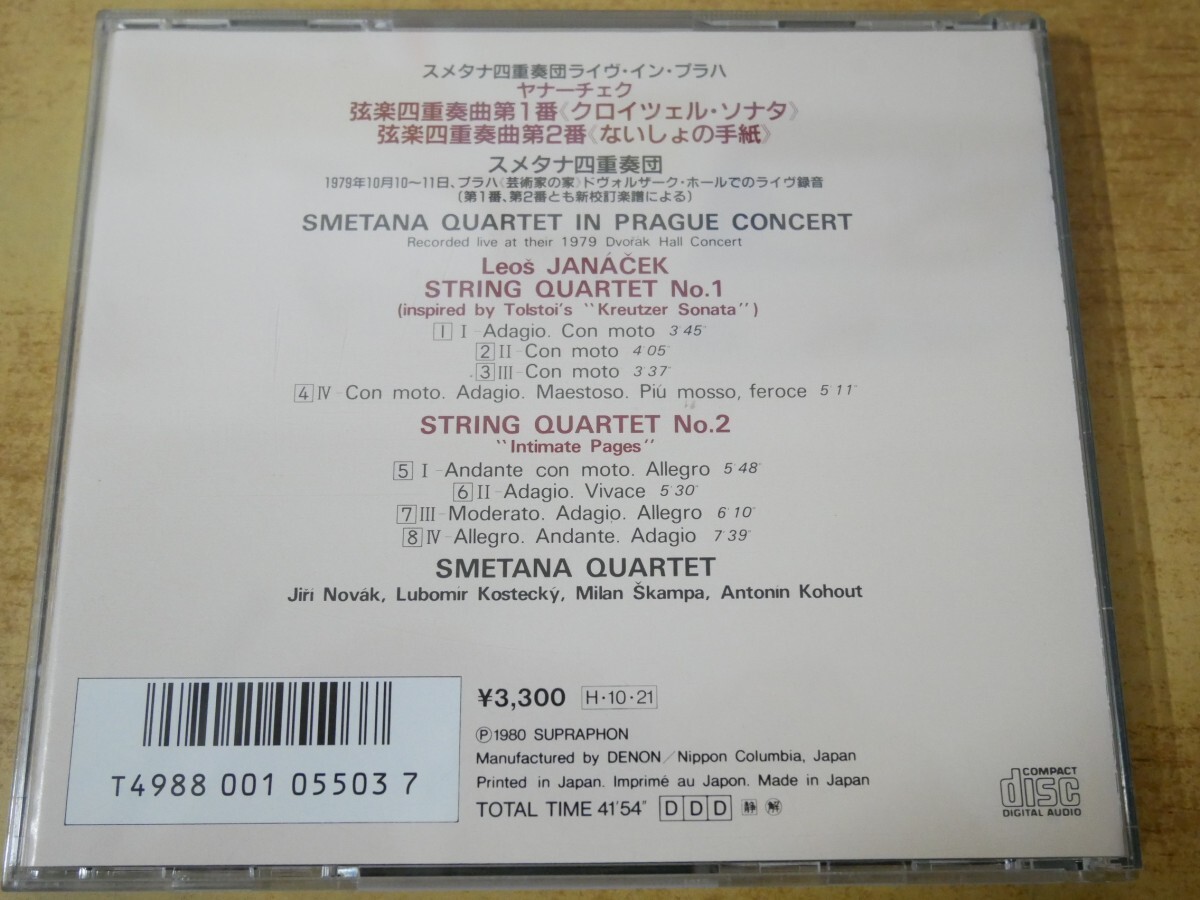 スメタナ四重奏団ライヴ・イン・プラハ
ヤナーチェク
弦楽四重奏曲第1番《クロイツェル・ソナタ》
弦楽四重奏曲第2番《ないしょの手紙》
スメタナ四重奏団
1979年10月10〜11日、プラハ《芸術家の家》ドヴォルザーク・ホールでのライヴ録音
(第1番、第2番とも新校訂楽譜による)
SMETANA QUARTET IN PRAGUE CONCERT
Recorded live at their 1979 Dvořák Hall Concert
Leoš JANÁČEK
STRING QUARTET No.1
(inspired by Tolstoi's "Kreutzer Sonata")
1 I-Adagio. Con moto 3'45"
2 II-Con moto 4'05"
3 III-Con moto 3'37"
4 IV-Con moto. Adagio. Maestoso. Più mosso, feroce 5'11"
STRING QUARTET No.2
"Intimate Pages"
5 I-Andante con moto. Allegro 5'48"
6 II-Adagio. Vivace 5'30"
7 III-Moderato. Adagio. Allegro 6'10"
8 IV-Allegro. Andante. Adagio 7'39"
SMETANA QUARTET
Jiří Novák, Lubomír Kostecký, Milan Škampa, Antonín Kohout
T4988 001 05503 7
¥3,300 H·10·21
Ⓟ1980 SUPRAPHON
Manufactured by DENON/Nippon Columbia, Japan
Printed in Japan. Imprimé au Japon. Made in Japan
TOTAL TIME 41'54" DDD 静 解
COMPACT
disc
DIGITAL AUDIO